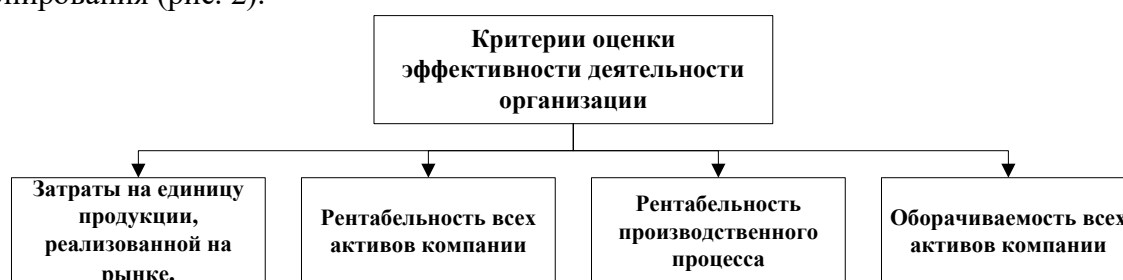 нирования (рис. 2).
Критерии оценки
эффективности деятельности
организации
Затраты на единицу
продукции,
реализованной на
рынке.
Рентабельность всех
активов компании
Рентабельность
производственного
процесса
Оборачиваемость всех
активов компании